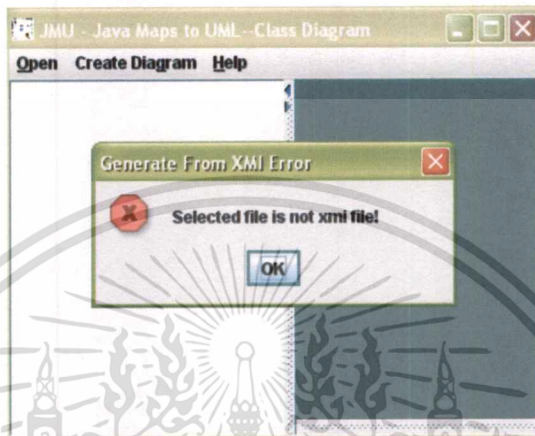 JMU - Java Maps to UML--Class Diagram
Open Create Diagram Help
Generate From XMI Error
Selected file is not xmi file!
OK